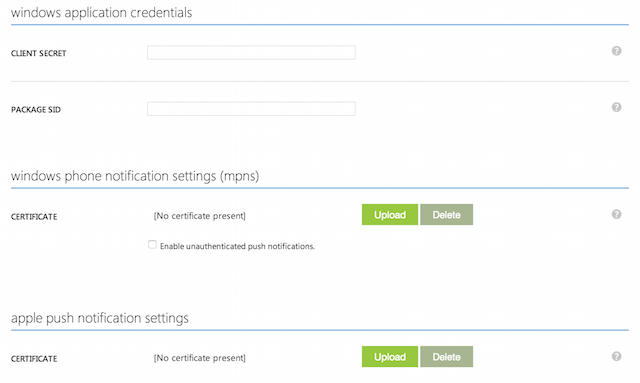 windows application credentials
CLIENT SECRET ?
PACKAGE SID ?
windows phone notification settings (mpns)
CERTIFICATE [No certificate present] Upload Delete ?
Enable unauthenticated push notifications.
apple push notification settings
CERTIFICATE [No certificate present] Upload Delete ?